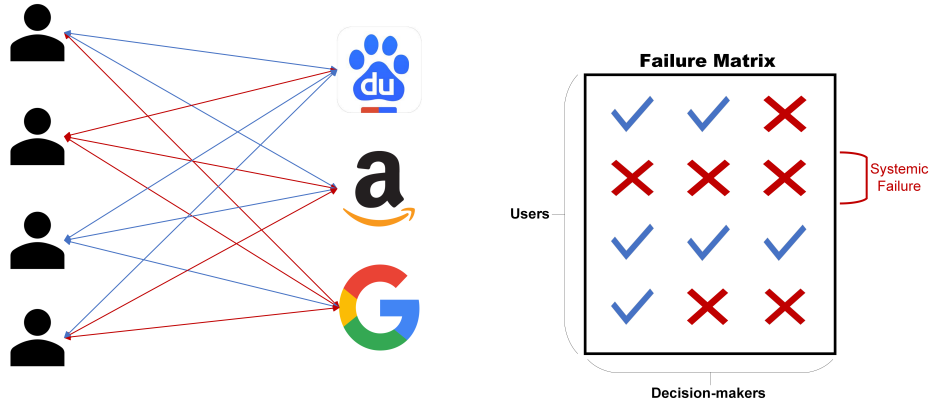 du
a
Failure Matrix
Systemic
Failure
Users
Decision-makers